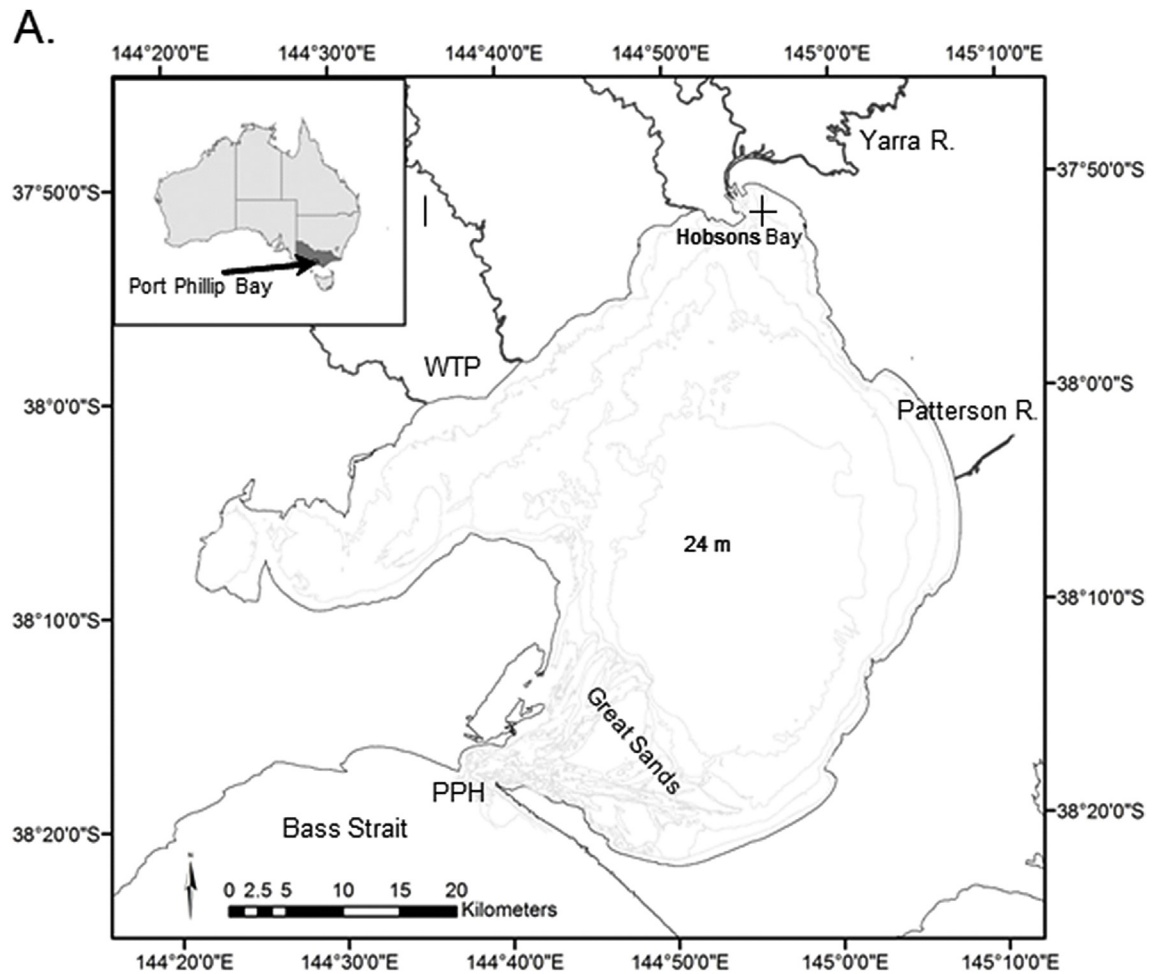 A.
144°20'0"E 144°30'0"E 144°40'0"E 144°50'0"E 145°0'0"E 145°10'0"E
Yarra R.
37°50'0"S
37°50'0"S
Hobsons Bay
Port Phillip Bay
WTP
38°0'0"S
38°0'0"S
Patterson R.
24 m
38°10'0"S
38°10'0"S
Great Sands
PPH
38°20'0"S
Bass Strait
38°20'0"S
N
0 2.5 5 10 15 20
Kilometers
144°20'0"E 144°30'0"E 144°40'0"E 144°50'0"E 145°0'0"E 145°10'0"E